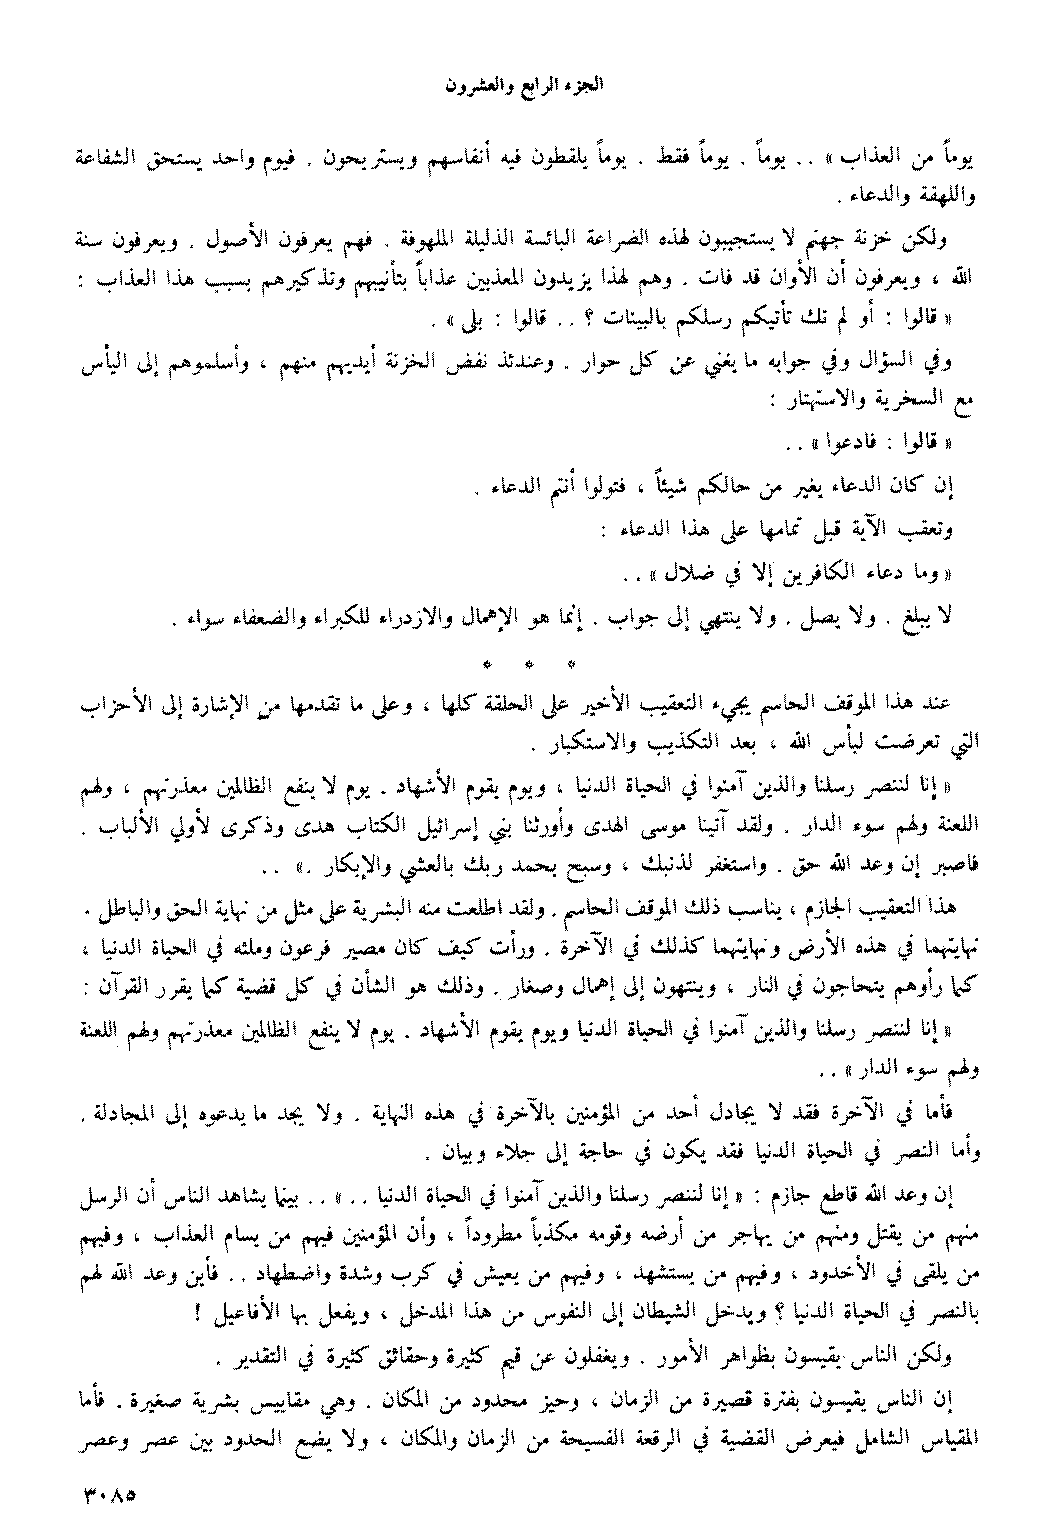 الجزء الرابع والعشرون
يوماً من العذاب » .. يوماً . يوماً فقط . يوماً يلقطون فيه أنفاسهم ويستريحون . فيوم واحد يستحق الشفاعة
واللهفة والدعاء .
ولكن خزنة جهنم لا يستجيبون لهذه الضراعة البائسة الذليلة الملهوفة . فهم يعرفون الأصول . ويعرفون سنة
الله ، ويعرفون أن الأوان قد فات . وهم لهذا يزيدون المعذبين عذاباً بتأنيبهم وتذكيرهم بسبب هذا العذاب :
« قالوا : أو لم تك تأتيكم رسلكم بالبينات ؟ .. قالوا : بلى » .
وفي السؤال وفي جوابه ما يغني عن كل حوار . وعندئذ نفض الخزنة أيديهم منهم ، وأسلموهم إلى اليأس
مع السخرية والاستهتار :
« قالوا : فادعوا » ..
إن كان الدعاء يغير من حالكم شيئاً ، فتولوا أنتم الدعاء .
وتعقب الآية قبل تمامها على هذا الدعاء :
« وما دعاء الكافرين إلا في ضلال » ..
لا يبلغ . ولا يصل . ولا ينتهي إلى جواب . إنما هو الإهمال والازدراء للكبراء والضعفاء سواء .
* * *
عند هذا الموقف الحاسم يجيء التعقيب الأخير على الحلقة كلها ، وعلى ما تقدمها من الإشارة إلى الأحزاب
التي تعرضت لبأس الله ، بعد التكذيب والاستكبار .
« إنا لننصر رسلنا والذين آمنوا في الحياة الدنيا ، ويوم يقوم الأشهاد . يوم لا ينفع الظالمين معذرتهم ، ولهم
اللعنة ولهم سوء الدار . ولقد آتينا موسى الهدى وأورثنا بني إسرائيل الكتاب هدى وذكرى لأولي الألباب .
فاصبر إن وعد الله حق . واستغفر لذنبك ، وسبح بحمد ربك بالعشي والإبكار .» ..
هذا التعقيب الجازم ، يناسب ذلك الموقف الحاسم . ولقد اطلعت منه البشرية على مثل من نهاية الحق والباطل .
نهايتهما في هذه الأرض ونهايتهما كذلك في الآخرة . ورأت كيف كان مصير فرعون وملئه في الحياة الدنيا ،
كما رأوهم يتحاجون في النار ، وينتهون إلى إهمال وصغار . وذلك هو الشأن في كل قضية كما يقرر القرآن :
« إنا لننصر رسلنا والذين آمنوا في الحياة الدنيا ويوم يقوم الأشهاد . يوم لا ينفع الظالمين معذرتهم ولهم اللعنة
ولهم سوء الدار » ..
فأما في الآخرة فقد لا يجادل أحد من المؤمنين بالآخرة في هذه النهاية . ولا يجد ما يدعوه إلى المجادلة .
وأما النصر في الحياة الدنيا فقد يكون في حاجة إلى جلاء وبيان .
إن وعد الله قاطع جازم : « إنا لننصر رسلنا والذين آمنوا في الحياة الدنيا .. » .. بينما يشاهد الناس أن الرسل
منهم من يقتل ومنهم من يهاجر من أرضه وقومه مكذباً مطروداً ، وأن المؤمنين فيهم من يسام العذاب ، وفيهم
من يلقى في الأخدود ، وفيهم من يستشهد ، وفيهم من يعيش في كرب وشدة واضطهاد .. فأين وعد الله لهم
بالنصر في الحياة الدنيا ؟ ويدخل الشيطان إلى النفوس من هذا المدخل ، ويفعل بها الأفاعيل !
ولكن الناس يقيسون بظواهر الأمور . ويغفلون عن قيم كثيرة وحقائق كثيرة في التقدير .
إن الناس يقيسون بفترة قصيرة من الزمان ، وحيز محدود من المكان . وهي مقاييس بشرية صغيرة . فأما
المقياس الشامل فيعرض القضية في الرقعة الفسيحة من الزمان والمكان ، ولا يضع الحدود بين عصر وعصر
٣٠٨٥